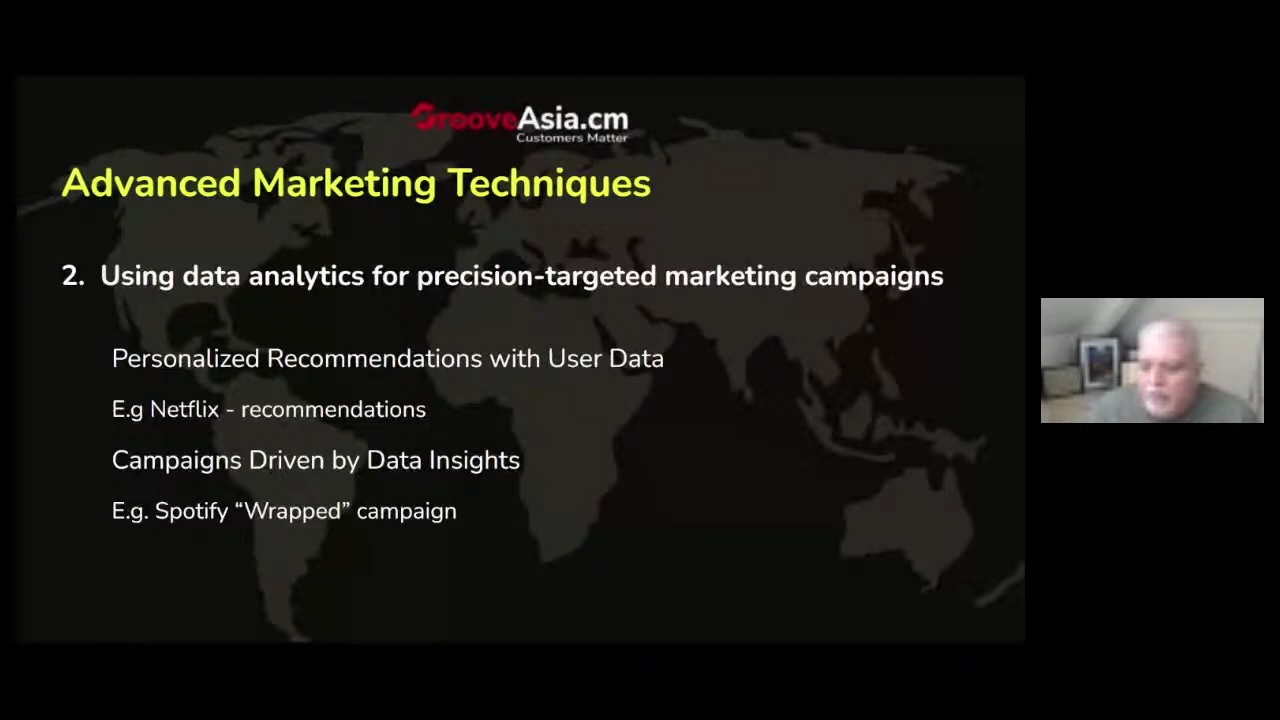 GrooveAsia.cm
Customers Matter
Advanced Marketing Techniques
2. Using data analytics for precision-targeted marketing campaigns
Personalized Recommendations with User Data
E.g Netflix - recommendations
Campaigns Driven by Data Insights
E.g. Spotify “Wrapped” campaign